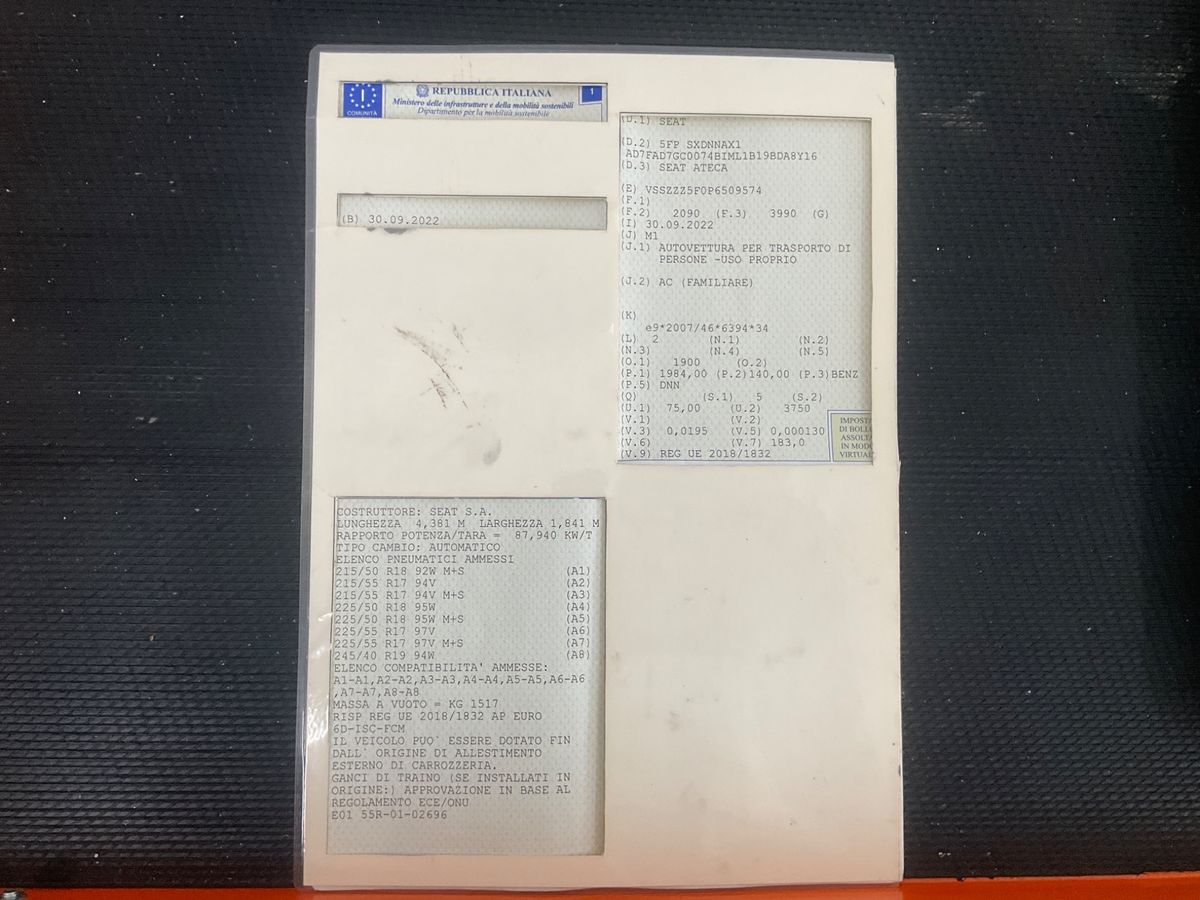 COMUNITÀ
REPUBBLICA ITALIANA
Ministero delle infrastrutture e della mobilità sostenibili
Dipartimento per la mobilità sostenibile
1
(B) 30.09.2022
COSTRUTTORE: SEAT S.A.
LUNGHEZZA 4,381 M LARGHEZZA 1,841 M
RAPPORTO POTENZA/TARA = 87,940 KW/T
TIPO CAMBIO: AUTOMATICO
ELENCO PNEUMATICI AMMESSI
215/50 R18 92W M+S (A1)
215/55 R17 94V (A2)
215/55 R17 94V M+S (A3)
225/50 R18 95W (A4)
225/50 R18 95W M+S (A5)
225/55 R17 97V (A6)
225/55 R17 97V M+S (A7)
245/40 R19 94W (A8)
ELENCO COMPATIBILITA' AMMESSE:
A1-A1,A2-A2,A3-A3,A4-A4,A5-A5,A6-A6
,A7-A7,A8-A8
MASSA A VUOTO = KG 1517
RISP REG UE 2018/1832 AP EURO
6D-ISC-FCM
IL VEICOLO PUO` ESSERE DOTATO FIN
DALL` ORIGINE DI ALLESTIMENTO
ESTERNO DI CARROZZERIA.
GANCI DI TRAINO (SE INSTALLATI IN
ORIGINE:) APPROVAZIONE IN BASE AL
REGOLAMENTO ECE/ONU
E01 55R-01-02696
(D.1) SEAT
(D.2) 5FP SXDNNAX1
AD7FAD7GC0074BIML1B19BDA8Y16
(D.3) SEAT ATECA
(E) VSSZZZ5F0P6509574
(F.1)
(F.2) 2090 (F.3) 3990 (G)
(I) 30.09.2022
(J) M1
(J.1) AUTOVETTURA PER TRASPORTO DI
PERSONE -USO PROPRIO
(J.2) AC (FAMILIARE)
(K)
e9*2007/46*6394*34
(L) 2 (N.1) (N.2)
(N.3) (N.4) (N.5)
(O.1) 1900 (O.2)
(P.1) 1984,00 (P.2)140,00 (P.3)BENZ
(P.5) DNN
(Q) (S.1) 5 (S.2)
(U.1) 75,00 (U.2) 3750
(V.1) (V.2)
(V.3) 0,0195 (V.5) 0,000130
(V.6) (V.7) 183,0
(V.9) REG UE 2018/1832
IMPOSTA
DI BOLL
ASSOLT
IN MOD
VIRTUAL